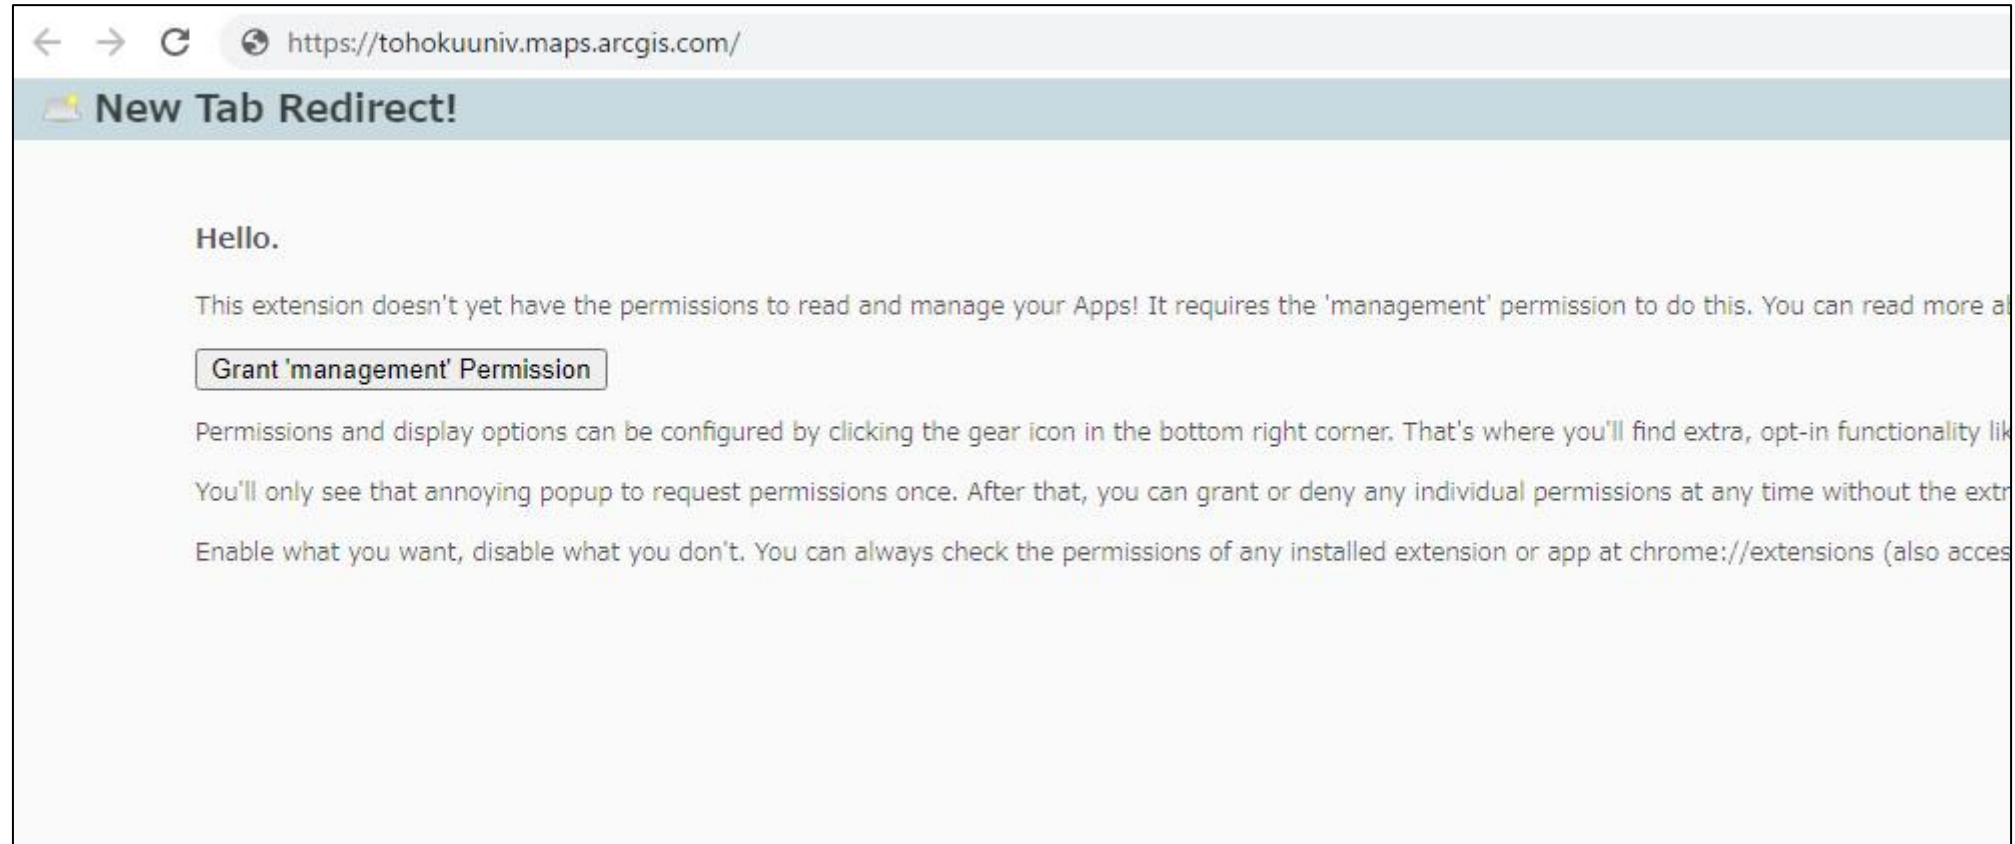 https://tohokuuniv.maps.arcgis.com/
New Tab Redirect!
Hello.
This extension doesn't yet have the permissions to read and manage your Apps! It requires the 'management' permission to do this. You can read more
Grant 'management' Permission
Permissions and display options can be configured by clicking the gear icon in the bottom right corner. That's where you'll find extra, opt-in functionality
You'll only see that annoying popup to request permissions once. After that, you can grant or deny any individual permissions at any time without the
Enable what you want, disable what you don't. You can always check the permissions of any installed extension or app at chrome://extensions (also